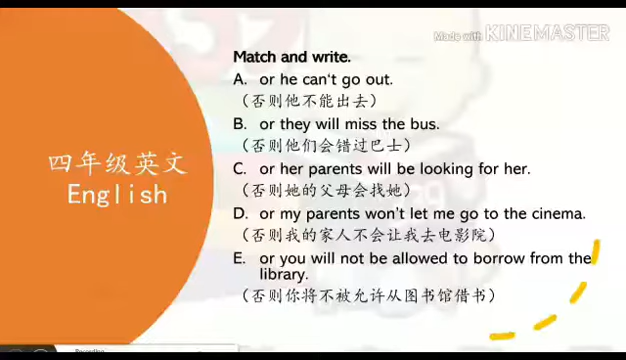 Made with KINEMASTER
Match and write.
A. or he can't go out.
（否则他不能出去）
B. or they will miss the bus.
（否则他们会错过巴士）
C. or her parents will be looking for her.
（否则她的父母会找她）
D. or my parents won't let me go to the cinema.
（否则我的家人不会让我去电影院）
E. or you will not be allowed to borrow from the
library.
（否则你将不被允许从图书馆借书）
四年级英文
English